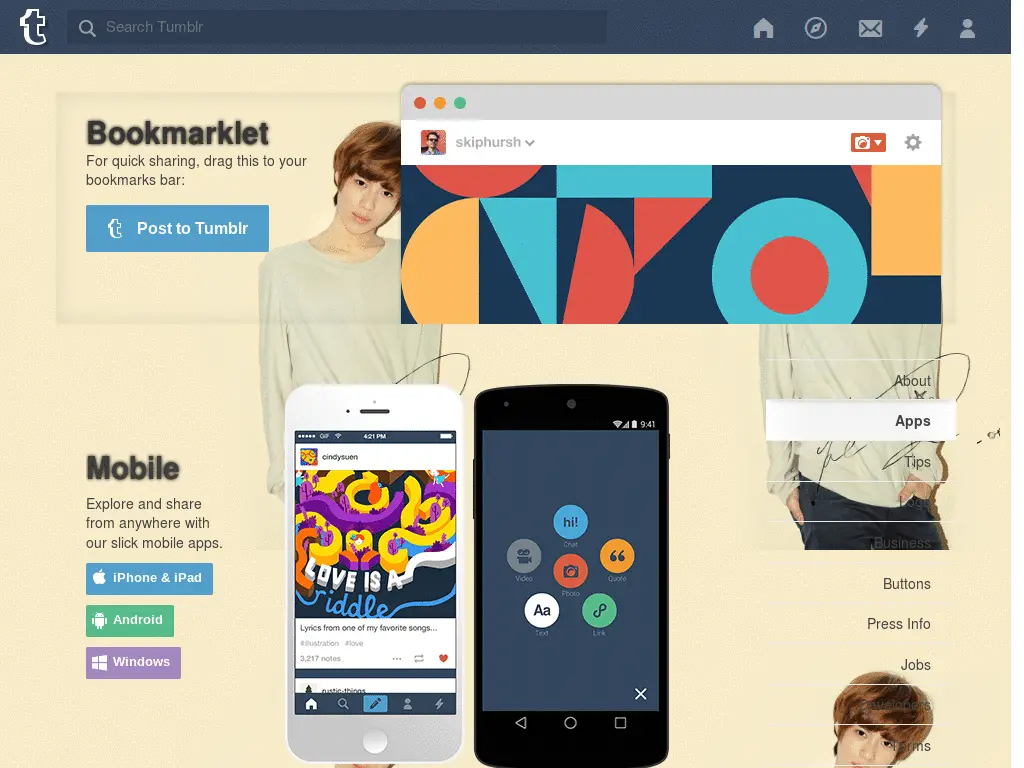 t Search Tumblr
Bookmarklet
For quick sharing, drag this to your
bookmarks bar:
Post to Tumblr
skiphursh
Mobile
Explore and share
from anywhere with
our slick mobile apps.
iPhone & iPad
Android
Windows
GIF 4:21 PM
cindysuen
LOVE IS A
riddle
Lyrics from one of my favorite songs...
#illustration #love
3,217 notes
rustic-things
9:41
hi!
Chat
Video
Photo
Quote
Aa
Text
Link
About
Apps
Tips
Logo
Business
Buttons
Press Info
Jobs
Developers
Terms